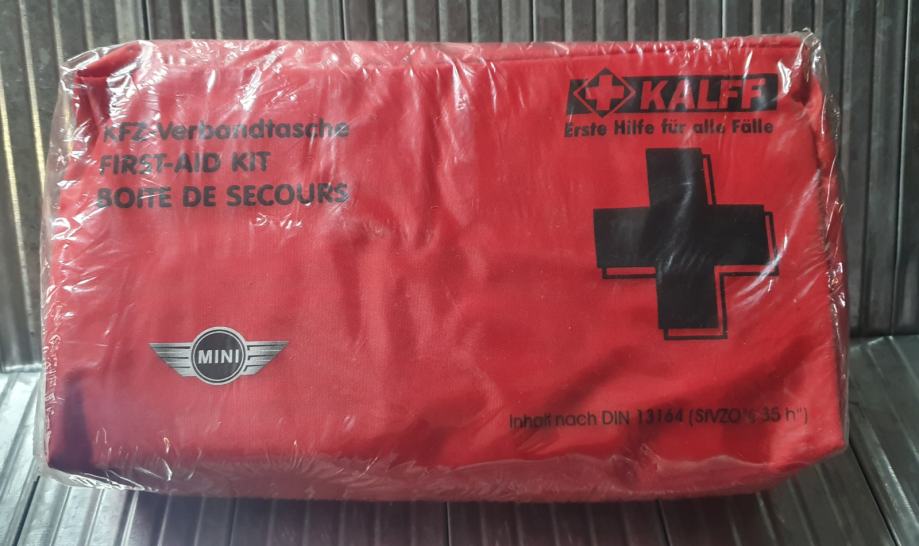 KFZ-Verbandtasche
FIRST-AID KIT
BOITE DE SECOURS
KALFF
Erste Hilfe für alle Fälle
MINI
Inhalt nach DIN 13164 (StVZO "§ 35 h")